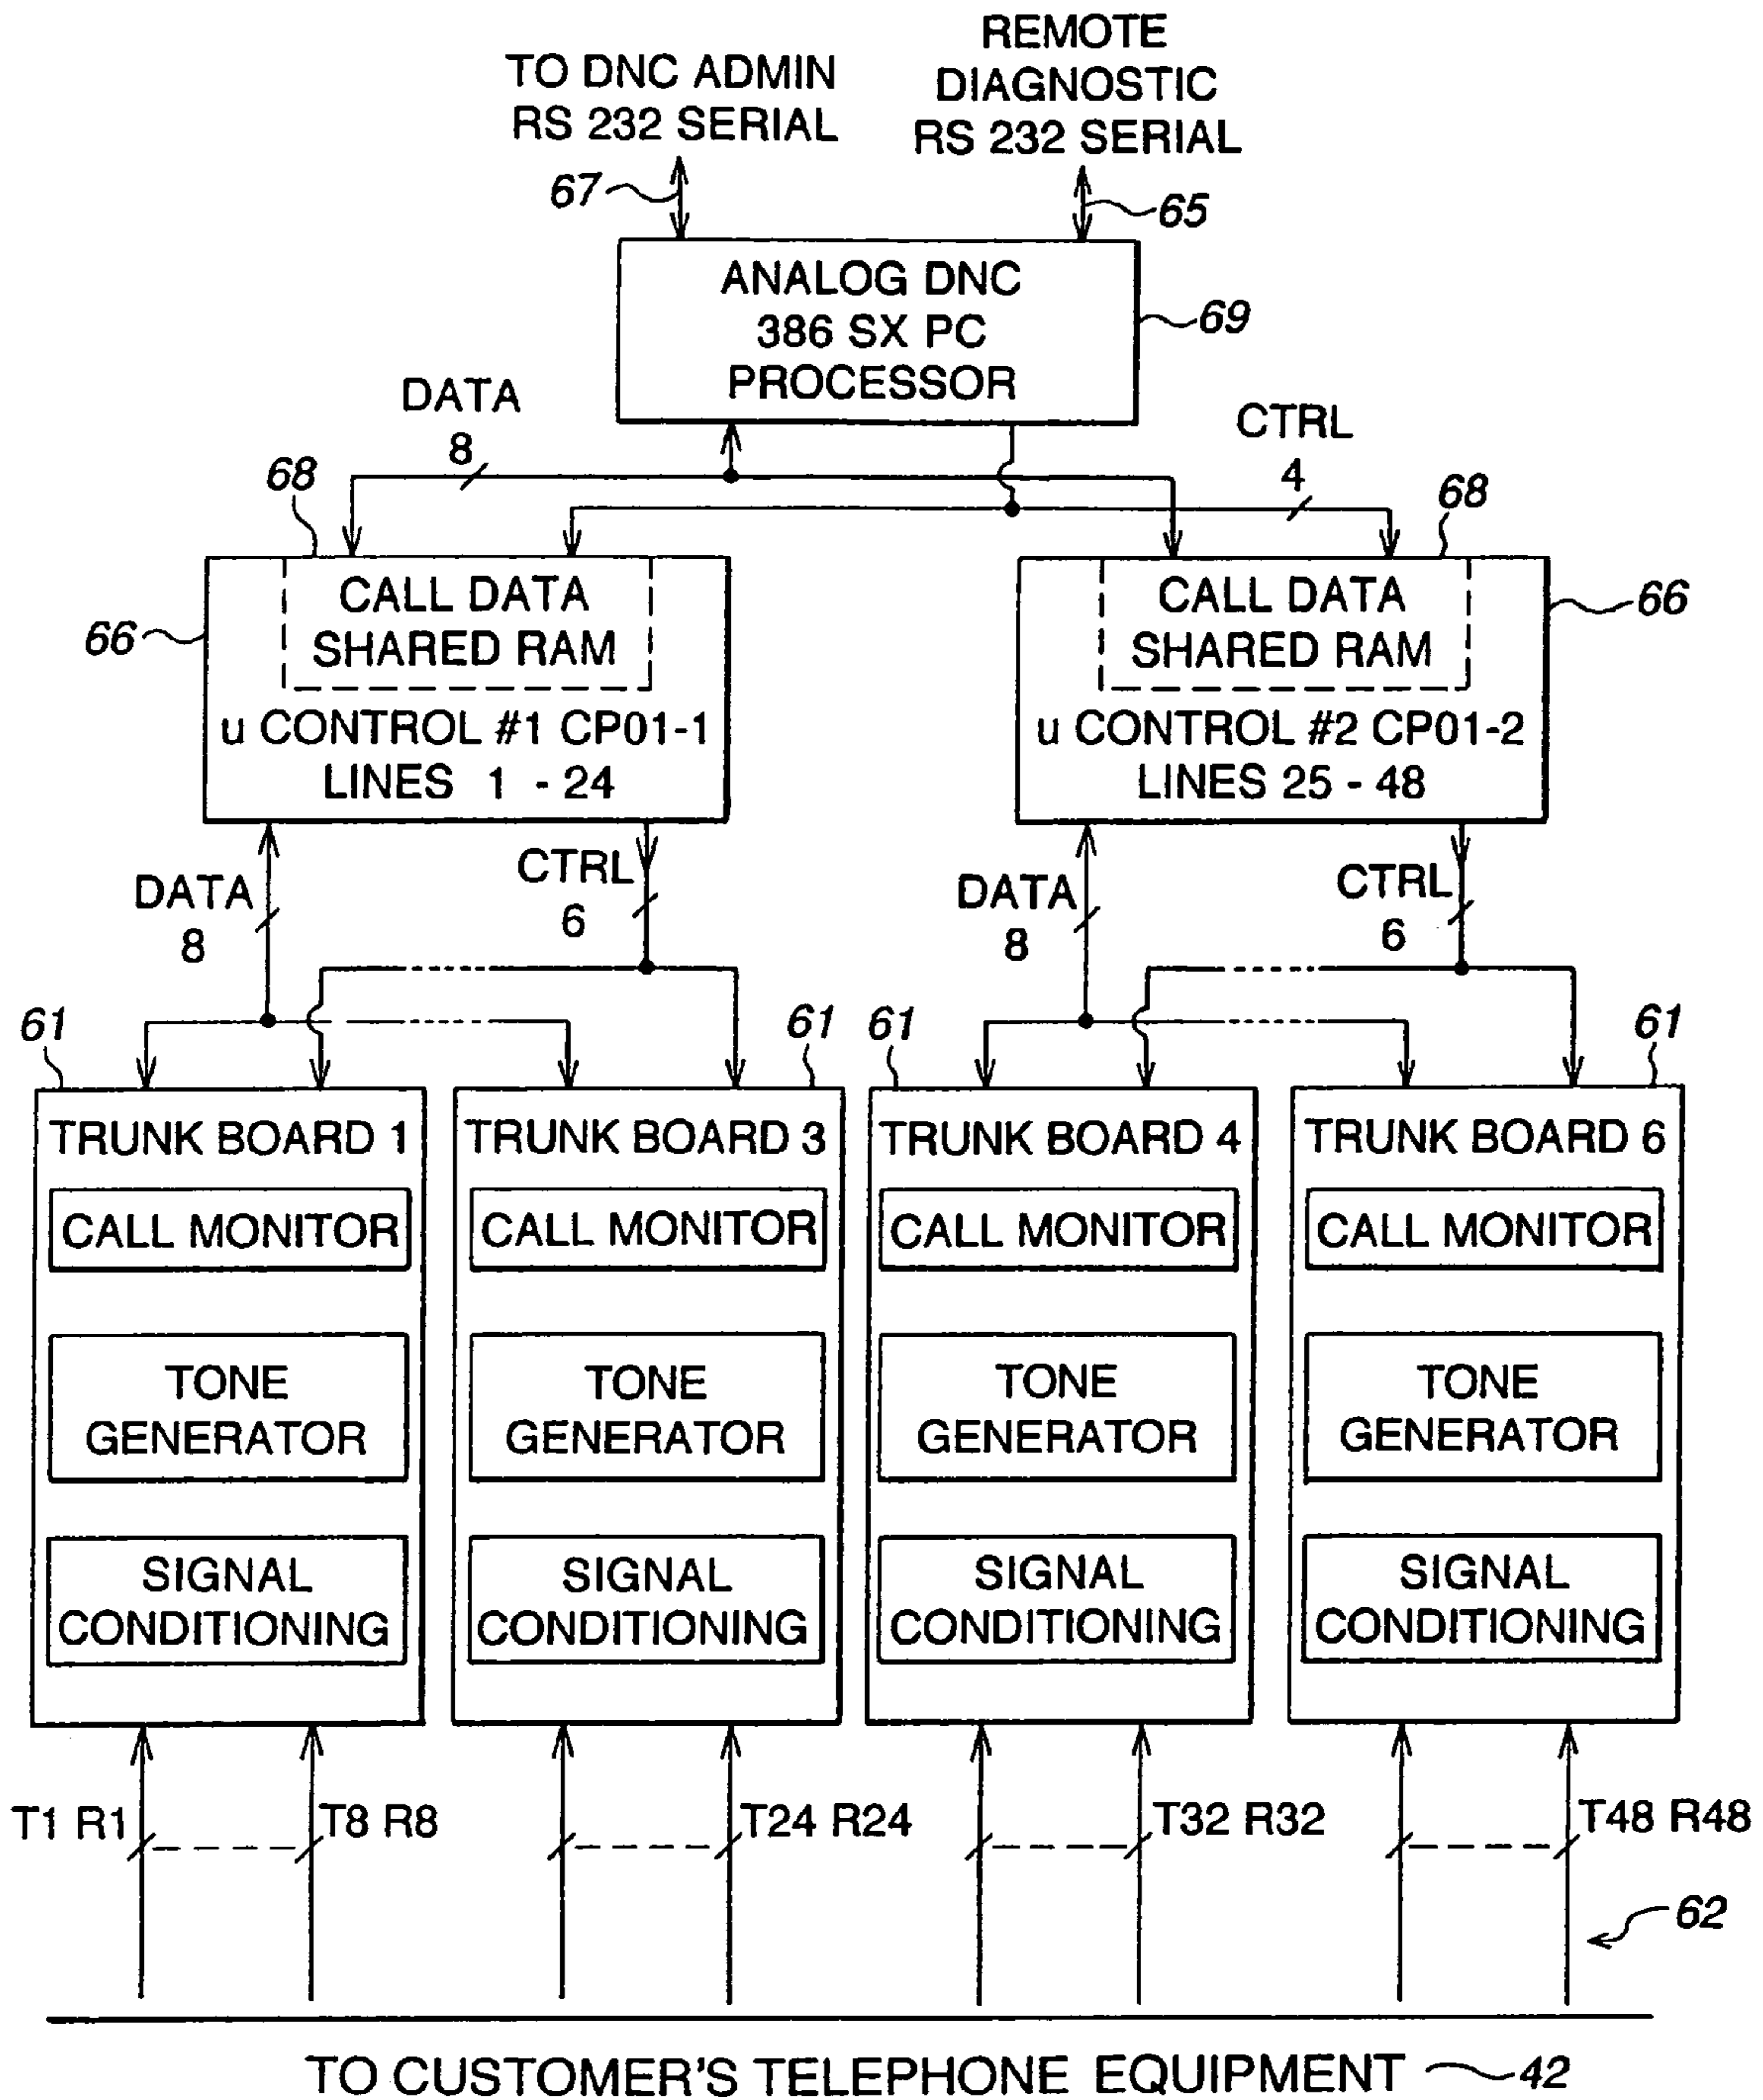 TO DNC ADMIN
RS 232 SERIAL
REMOTE
DIAGNOSTIC
RS 232 SERIAL
67
65
ANALOG DNC
386 SX PC
PROCESSOR
69
DATA
8
CTRL
4
68
68
CALL DATA
SHARED RAM
u CONTROL #1 CP01-1
LINES 1 - 24
66
CALL DATA
SHARED RAM
u CONTROL #2 CP01-2
LINES 25 - 48
66
DATA
8
CTRL
6
DATA
8
CTRL
6
61
61
61
61
TRUNK BOARD 1
CALL MONITOR
TONE
GENERATOR
SIGNAL
CONDITIONING
TRUNK BOARD 3
CALL MONITOR
TONE
GENERATOR
SIGNAL
CONDITIONING
TRUNK BOARD 4
CALL MONITOR
TONE
GENERATOR
SIGNAL
CONDITIONING
TRUNK BOARD 6
CALL MONITOR
TONE
GENERATOR
SIGNAL
CONDITIONING
T1 R1
T8 R8
T24 R24
T32 R32
T48 R48
62
TO CUSTOMER'S TELEPHONE EQUIPMENT 42